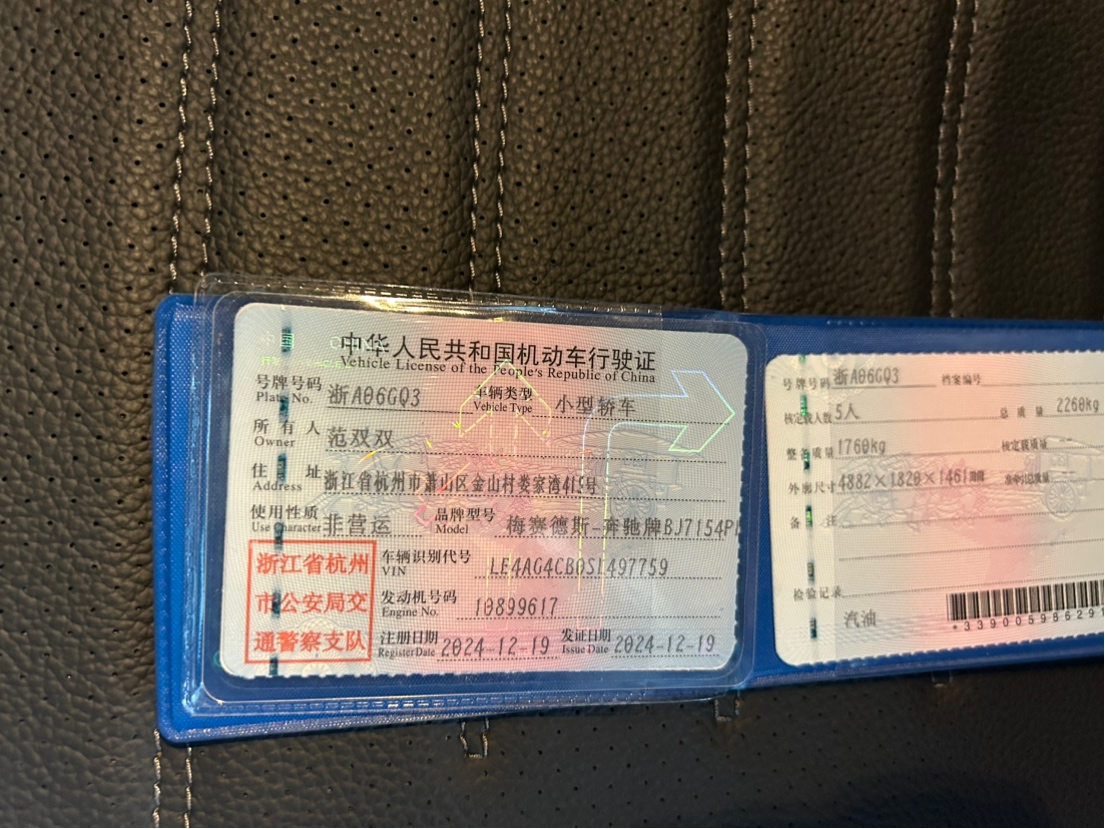 中华人民共和国机动车行驶证
Vehicle License of the People's Republic of China
号牌号码 Plate No. 浙A06GQ3 车辆类型 Vehicle Type 小型轿车
所有人 Owner 范双双
住址 Address 浙江省杭州市萧山区金山村娄家湾415号
使用性质 Use Character 非营运 品牌型号 Model 梅赛德斯-奔驰牌BJ7154P
浙江省杭州
市公安局交
通警察支队
车辆识别代号 VIN LE4AG4CB0SL497759
发动机号码 Engine No. 10899617
注册日期 Register Date 2024-12-19 发证日期 Issue Date 2024-12-19
号牌号码 浙A06GQ3 档案编号
核定载人数 5人 总质量 2260kg
整备质量 1760kg 核定载质量
外廓尺寸 4882×1820×1461mm 准牵引总质量
备注
检验记录
汽油
*339005986291